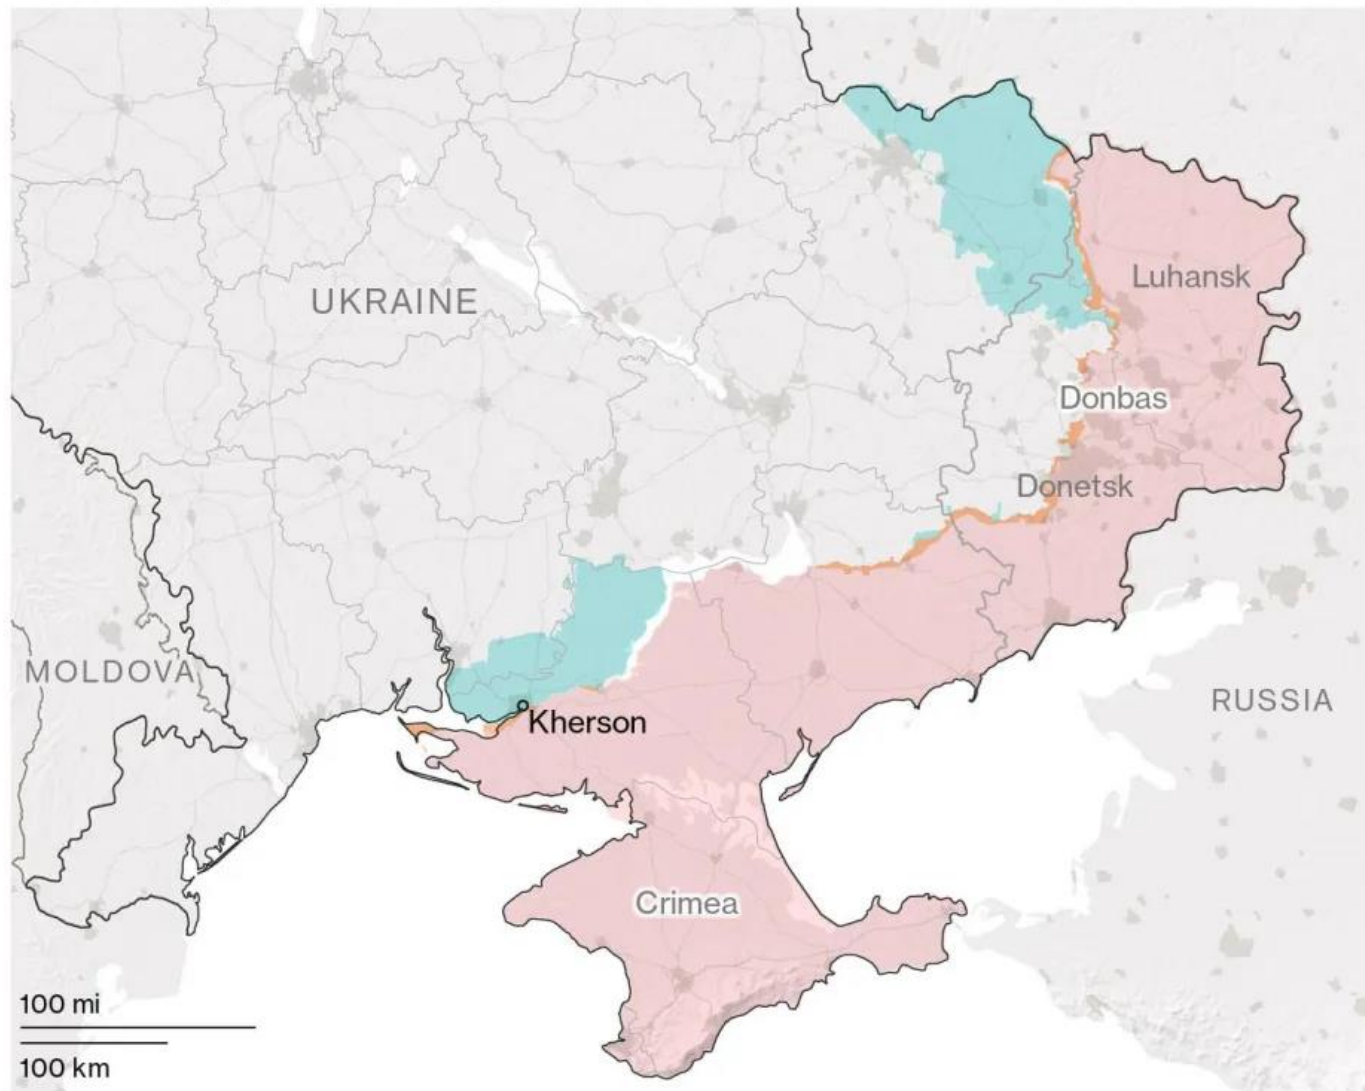 Luhansk
UKRAINE
Donbas
Donetsk
MOLDOVA
RUSSIA
Kherson
Crimea
100 mi
100 km